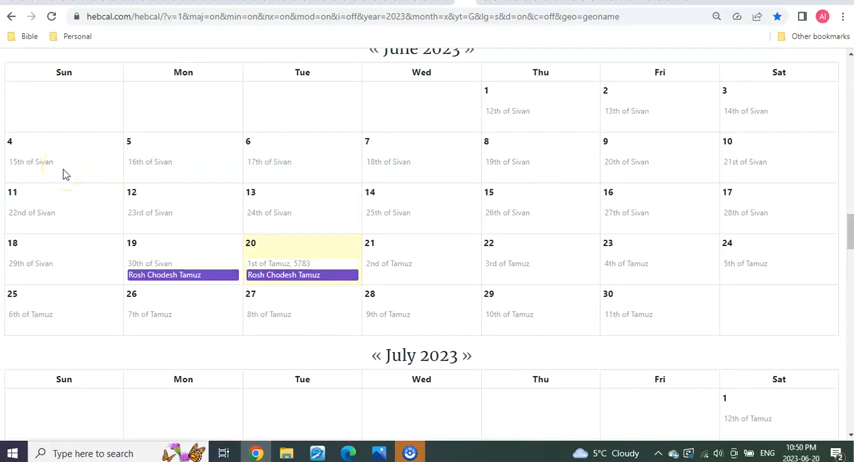 hebcal.com/hebcal/?v=1&maj=on&min=on&nx=on&mod=on&i=off&year=2023&month=x&yt=G&lg=s&d=on&c=off&geo=geoname
AI
Bible Personal Other bookmarks
« June 2023 »
Sun Mon Tue Wed Thu Fri Sat
1 2 3
12th of Sivan 13th of Sivan 14th of Sivan
4 5 6 7 8 9 10
15th of Sivan 16th of Sivan 17th of Sivan 18th of Sivan 19th of Sivan 20th of Sivan 21st of Sivan
11 12 13 14 15 16 17
22nd of Sivan 23rd of Sivan 24th of Sivan 25th of Sivan 26th of Sivan 27th of Sivan 28th of Sivan
18 19 20 21 22 23 24
29th of Sivan 30th of Sivan 1st of Tamuz, 5783 2nd of Tamuz 3rd of Tamuz 4th of Tamuz 5th of Tamuz
Rosh Chodesh Tamuz Rosh Chodesh Tamuz
25 26 27 28 29 30
6th of Tamuz 7th of Tamuz 8th of Tamuz 9th of Tamuz 10th of Tamuz 11th of Tamuz
« July 2023 »
Sun Mon Tue Wed Thu Fri Sat
1
12th of Tamuz
Type here to search 5°C Cloudy ENG 10:50 PM
2023-06-20 2